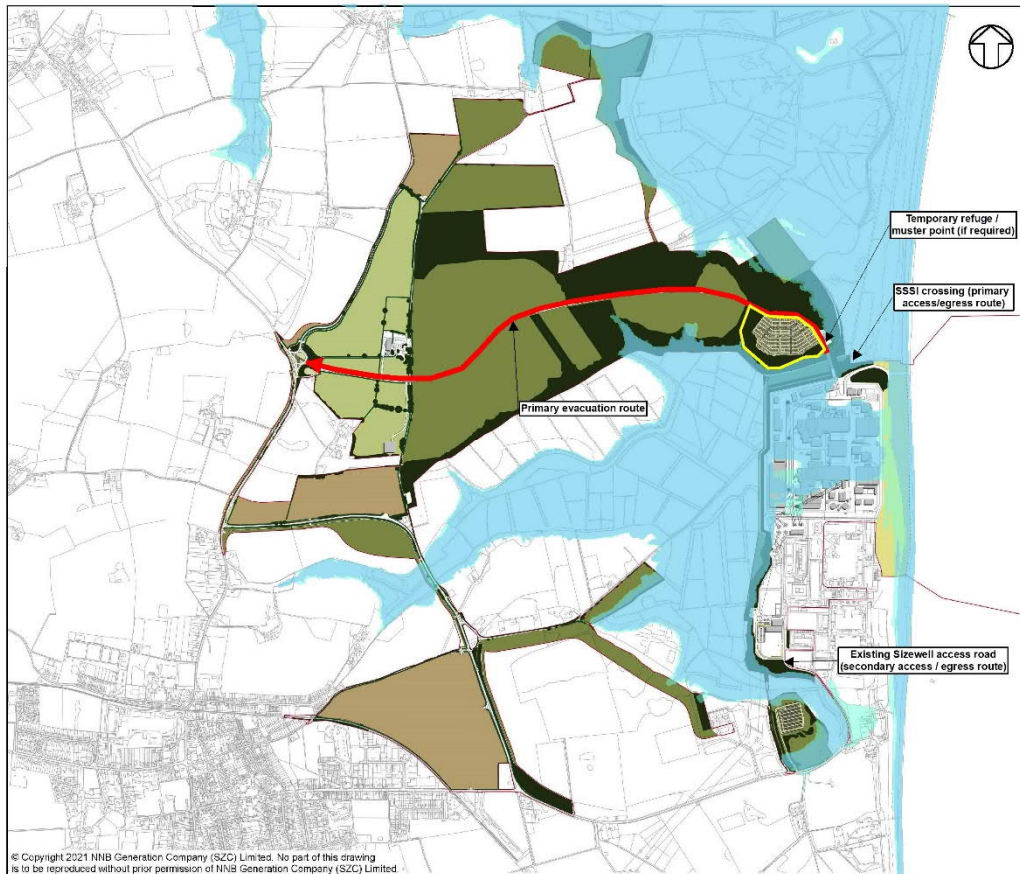 Temporary refuge /
muster point (if required)
SSSI crossing (primary
access/egress route)
Primary evacuation route
Existing Sizewell access road
(secondary access / egress route)
© Copyright 2021 NNB Generation Company (SZC) Limited. No part of this drawing
is to be reproduced without prior permission of NNB Generation Company (SZC) Limited.